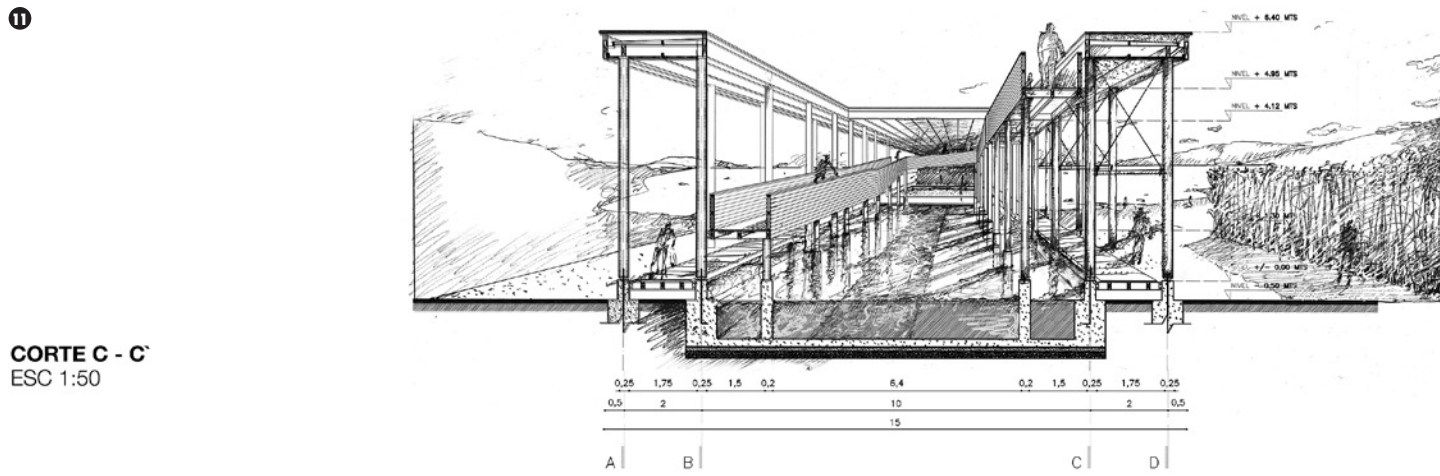 11
NIVEL + 6.40 MTS
NIVEL + 4.95 MTS
NIVEL + 4.12 MTS
MTS
+/- 0.00 MTS
NIVEL - 0.50 MTS
CORTE C - C`
ESC 1:50
0,25 1,75 0,25 1,5 0,2 6,4 0,2 1,5 0,25 1,75 0,25
0,5 2 10 2 0,5
15
A B C D